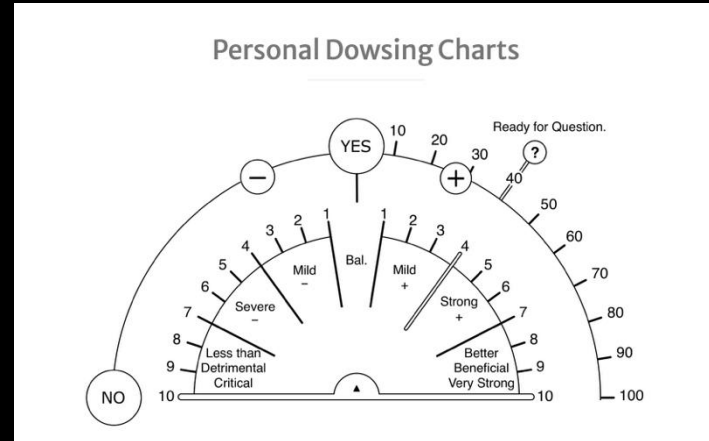 Personal Dowsing Charts
Ready for Question.
?
YES
10
20
30
40
50
60
70
80
90
100
−
+
NO
10
9
8
7
6
5
4
3
2
1
1
2
3
4
5
6
7
8
9
10
Bal.
Mild
−
Mild
+
Severe
−
Strong
+
Less than
Detrimental
Critical
Better
Beneficial
Very Strong